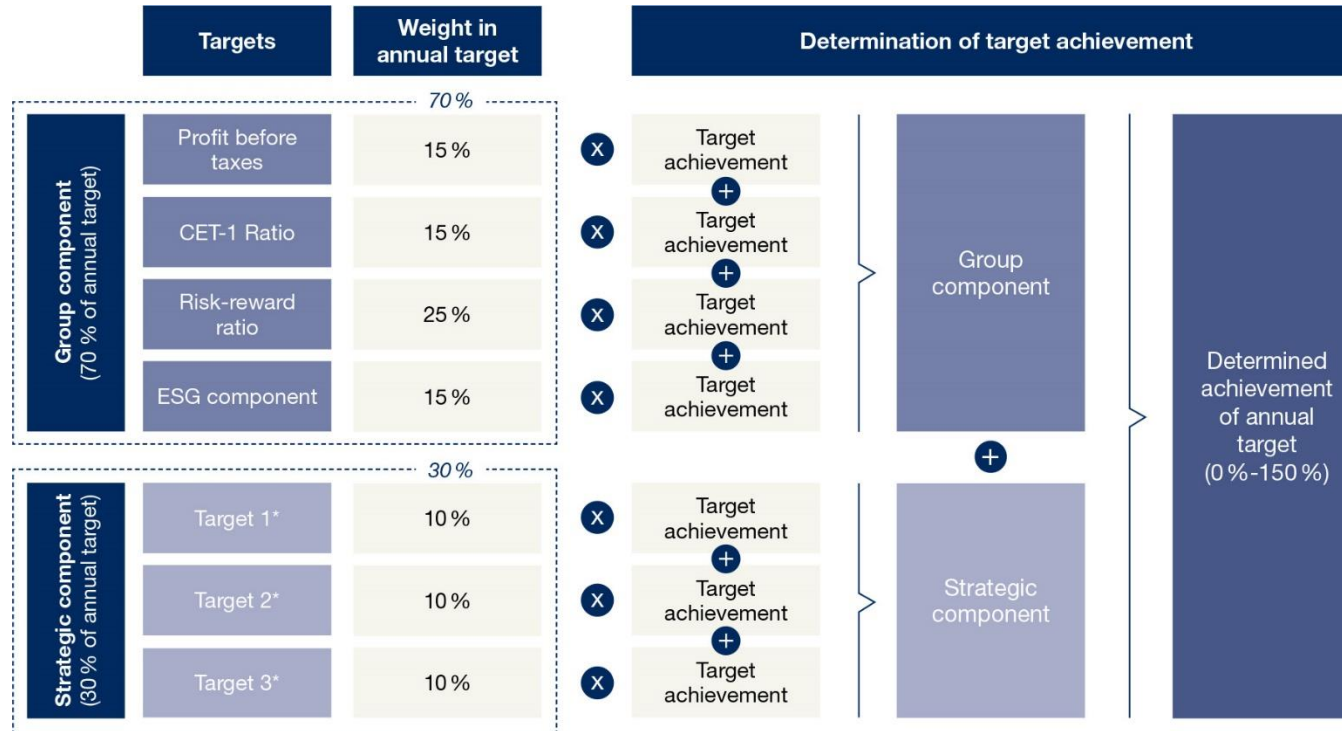 Targets
Weight in
annual target
Determination of target achievement
70 %
Group component
(70 % of annual target)
Profit before
taxes
15 %
X
Target
achievement
+
CET-1 Ratio
15 %
X
Target
achievement
+
Risk-reward
ratio
25 %
X
Target
achievement
+
ESG component
15 %
X
Target
achievement
Group
component
+
Determined
achievement
of annual
target
(0 %-150 %)
30 %
Strategic component
(30 % of annual target)
Target 1*
10 %
X
Target
achievement
+
Target 2*
10 %
X
Target
achievement
+
Target 3*
10 %
X
Target
achievement
Strategic
component